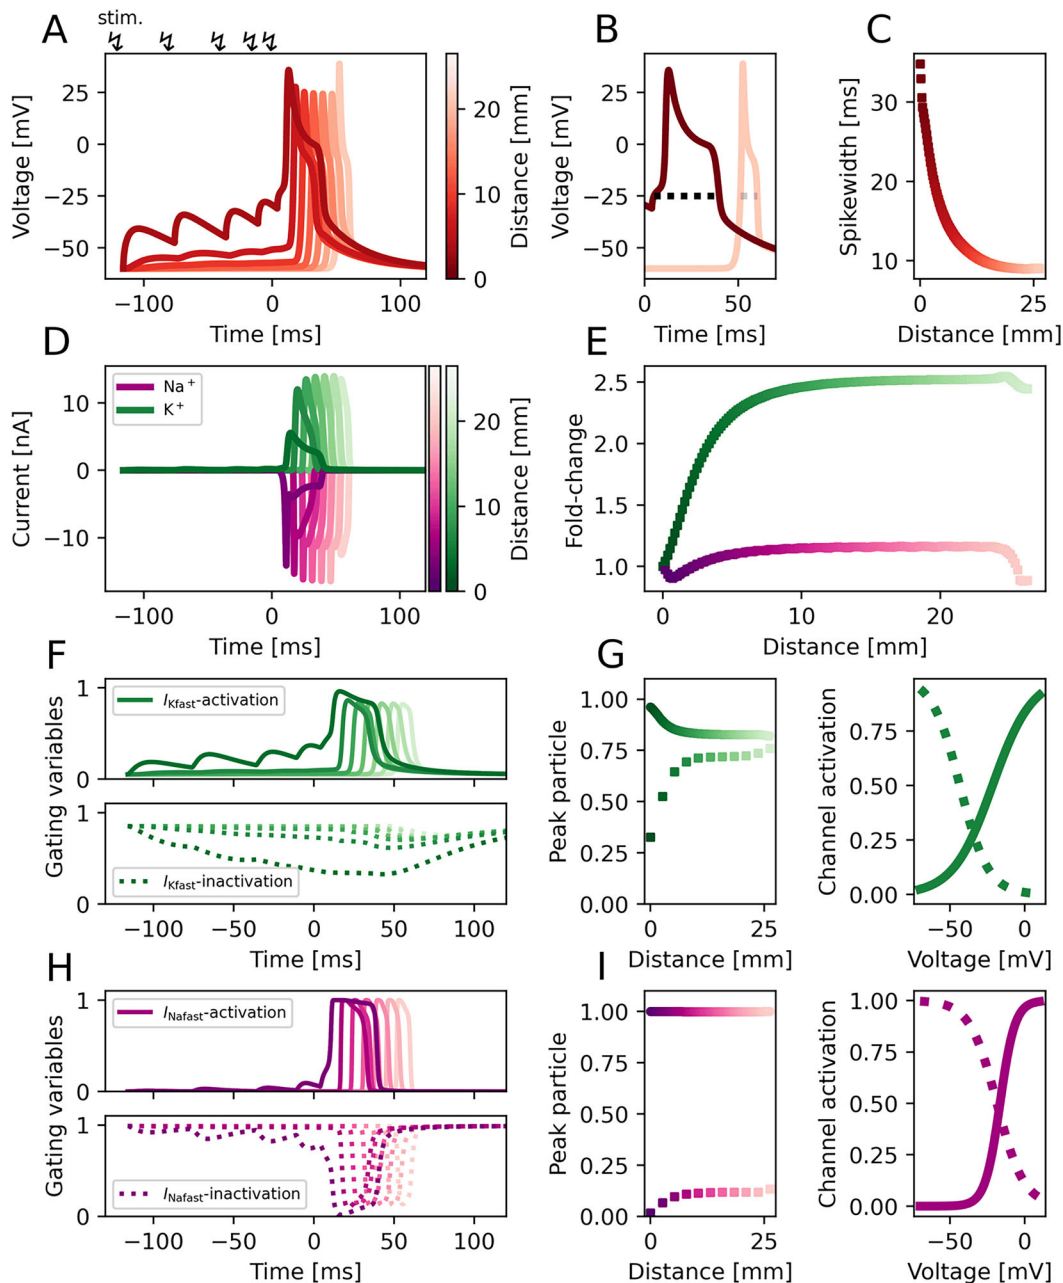 stim.
A
B
C
Voltage [mV]
25
0
−25
−50
−100
0
100
Time [ms]
20
10
0
Distance [mm]
Voltage [mV]
25
0
−25
−50
0
50
Time [ms]
Spikewidth [ms]
30
20
10
0
25
Distance [mm]
D
E
Current [nA]
10
0
−10
Na+
K+
−100
0
100
Time [ms]
20
10
0
Distance [mm]
Fold-change
2.5
2.0
1.5
1.0
0
10
20
Distance [mm]
F
G
Gating variables
1
0
IKfast-activation
1
0
IKfast-inactivation
−100
−50
0
50
100
Time [ms]
Peak particle
1.00
0.75
0.50
0.25
0.00
0
25
Distance [mm]
Channel activation
0.75
0.50
0.25
0.00
−50
0
Voltage [mV]
H
I
Gating variables
1
0
INafast-activation
1
0
INafast-inactivation
−100
−50
0
50
100
Time [ms]
Peak particle
1.00
0.75
0.50
0.25
0.00
0
25
Distance [mm]
Channel activation
1.00
0.75
0.50
0.25
0.00
−50
0
Voltage [mV]